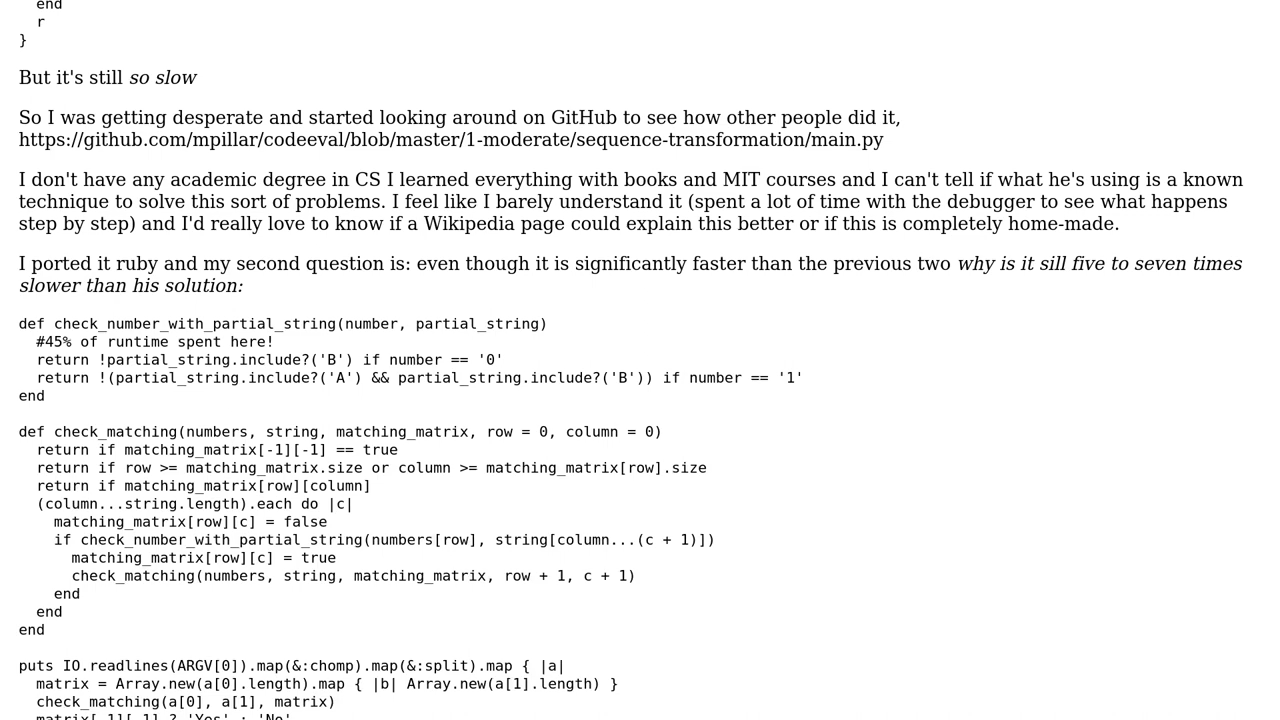 end
  r
}
But it's still so slow
So I was getting desperate and started looking around on GitHub to see how other people did it,
https://github.com/mpillar/codeeval/blob/master/1-moderate/sequence-transformation/main.py
I don't have any academic degree in CS I learned everything with books and MIT courses and I can't tell if what he's using is a known
technique to solve this sort of problems. I feel like I barely understand it (spent a lot of time with the debugger to see what happens
step by step) and I'd really love to know if a Wikipedia page could explain this better or if this is completely home-made.
I ported it ruby and my second question is: even though it is significantly faster than the previous two why is it sill five to seven times
slower than his solution:
def check_number_with_partial_string(number, partial_string)
  #45% of runtime spent here!
  return !partial_string.include?('B') if number == '0'
  return !(partial_string.include?('A') && partial_string.include?('B')) if number == '1'
end
def check_matching(numbers, string, matching_matrix, row = 0, column = 0)
  return if matching_matrix[-1][-1] == true
  return if row >= matching_matrix.size or column >= matching_matrix[row].size
  return if matching_matrix[row][column]
  (column...string.length).each do |c|
    matching_matrix[row][c] = false
    if check_number_with_partial_string(numbers[row], string[column...(c + 1)])
      matching_matrix[row][c] = true
      check_matching(numbers, string, matching_matrix, row + 1, c + 1)
    end
  end
end
puts IO.readlines(ARGV[0]).map(&:chomp).map(&:split).map { |a|
  matrix = Array.new(a[0].length).map { |b| Array.new(a[1].length) }
  check_matching(a[0], a[1], matrix)
  matrix[-1][-1] ? 'Yes' : 'No'